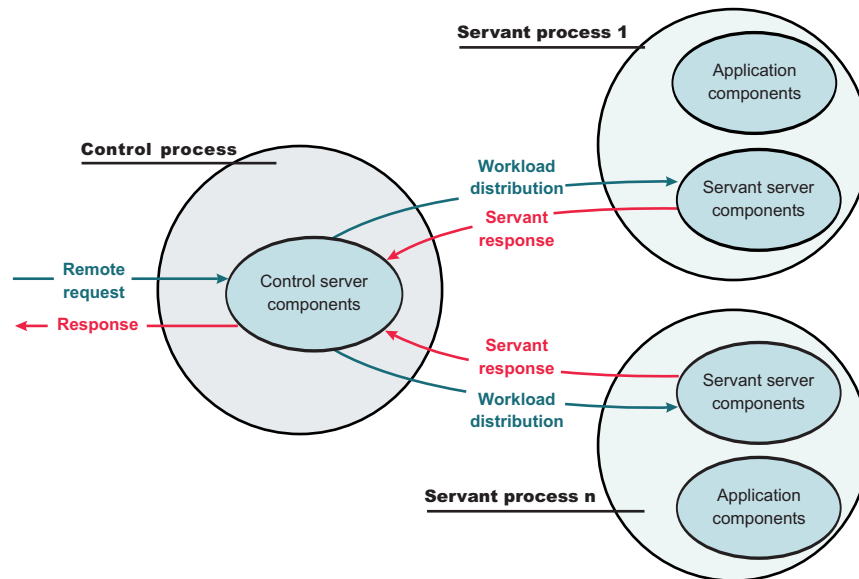 Servant process 1
Application
components
Servant server
components
Control process
Workload
distribution
Servant
response
Remote
request
Control server
components
Response
Servant
response
Workload
distribution
Servant server
components
Application
components
Servant process n